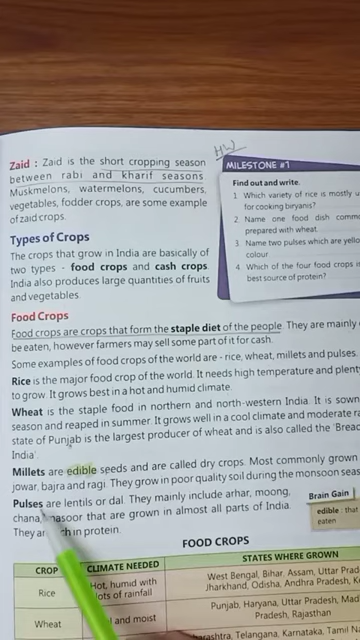 HW
Zaid : Zaid is the short cropping season
between rabi and kharif seasons
Muskmelons, watermelons, cucumbers,
vegetables, fodder crops, are some example
of zaid crops.
MILESTONE #1
Find out and write.
1 Which variety of rice is mostly
for cooking biryanis?
2 Name one food dish
prepared with wheat
3 Name two pulses which are
colour
4 Which of the four food crops
best source of protein?
Types of Crops
The crops that grow in India are basically of
two types - food crops and cash crops
India also produces large quantities of fruits
and vegetables.
Food Crops
Food crops are crops that form the staple diet of the people. They are mainly
be eaten, however farmers may sell some part of it for cash.
Some examples of food crops of the world are - rice, wheat, millets and pulses.
Rice is the major food crop of the world. It needs high temperature and
to grow. It grows best in a hot and humid climate.
Wheat is the staple food in northern and north-western India. It is sown
season and reaped in summer. It grows well in a cool climate and moderate
state of Punjab is the largest producer of wheat and is also called the
India'.
Millets are edible seeds and are called dry crops. Most commonly grown
jowar, bajra and ragi. They grow in poor quality soil during the monsoon
Pulses are lentils or dal. They mainly include arhar, moong,
chana, masoor that are grown in almost all parts of India.
They are in protein.
Brain Gain
edible : that
eaten
FOOD CROPS
CROP CLIMATE NEEDED STATES WHERE GROWN
Rice Hot, humid with lots of rainfall West Bengal, Bihar, Assam, Uttar
Jharkhand, Odisha, Andhra Pradesh,
Wheat and moist Punjab, Haryana, Uttar Pradesh,
Pradesh, Rajasthan
Telangana, Karnataka, Tamil